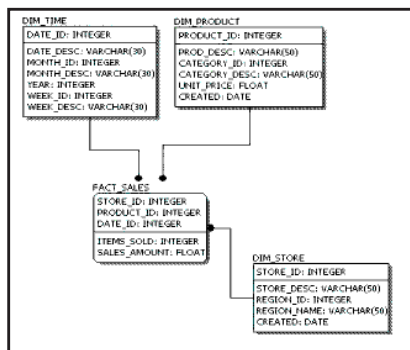 DIM_TIME
DATE_ID: INTEGER
DATE_DESC: VARCHAR(30)
MONTH_ID: INTEGER
MONTH_DESC: VARCHAR(30)
YEAR: INTEGER
WEEK_ID: INTEGER
WEEK_DESC: VARCHAR(30)
DIM_PRODUCT
PRODUCT_ID: INTEGER
PROD_DESC: VARCHAR(50)
CATEGORY_ID: INTEGER
CATEGORY_DESC: VARCHAR(50)
UNIT_PRICE: FLOAT
CREATED: DATE
FACT_SALES
STORE_ID: INTEGER
PRODUCT_ID: INTEGER
DATE_ID: INTEGER
ITEMS_SOLD: INTEGER
SALES_AMOUNT: FLOAT
DIM_STORE
STORE_ID: INTEGER
STORE_DESC: VARCHAR(50)
REGION_ID: INTEGER
REGION_NAME: VARCHAR(50)
CREATED: DATE